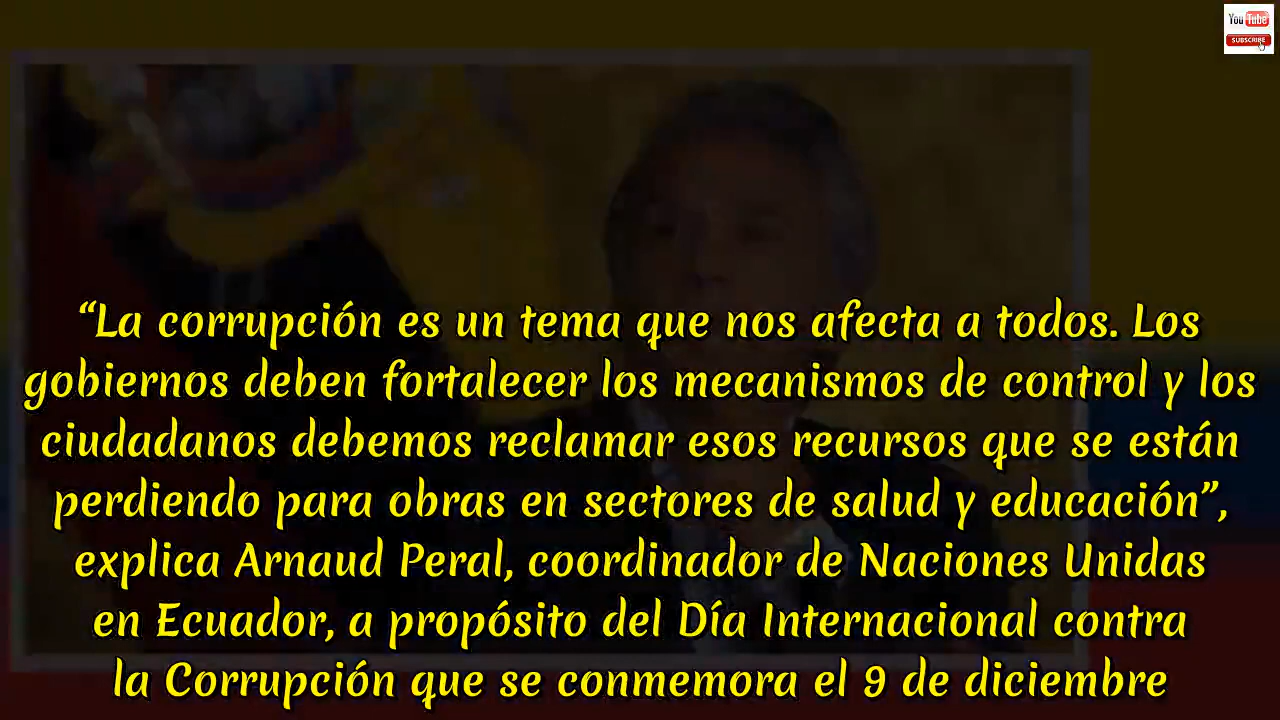 You Tube
SUBSCRIBE
“La corrupción es un tema que nos afecta a todos. Los
gobiernos deben fortalecer los mecanismos de control y los
ciudadanos debemos reclamar esos recursos que se están
perdiendo para obras en sectores de salud y educación”,
explica Arnaud Peral, coordinador de Naciones Unidas
en Ecuador, a propósito del Día Internacional contra
la Corrupción que se conmemora el 9 de diciembre